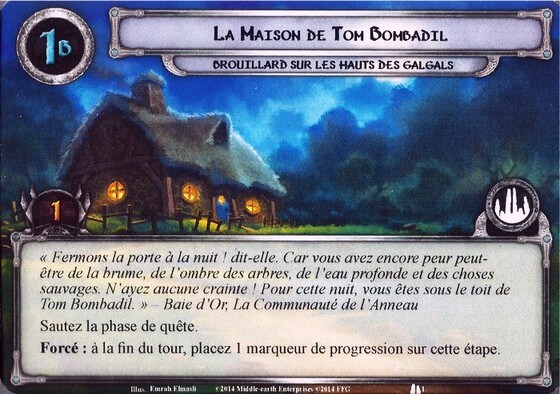 1B
LA MAISON DE TOM BOMBADIL
BROUILLARD SUR LES HAUTS DES GALGALS
1
« Fermons la porte à la nuit ! dit-elle. Car vous avez encore peur peut-
être de la brume, de l'ombre des arbres, de l'eau profonde et des choses
sauvages. N'ayez aucune crainte ! Pour cette nuit, vous êtes sous le toit de
Tom Bombadil. » – Baie d'Or, La Communauté de l'Anneau
Sautez la phase de quête.
Forcé : à la fin du tour, placez 1 marqueur de progression sur cette étape.
Illus. Emrah Elmasli ©2014 Middle-earth Enterprises ©2014 FFG 1